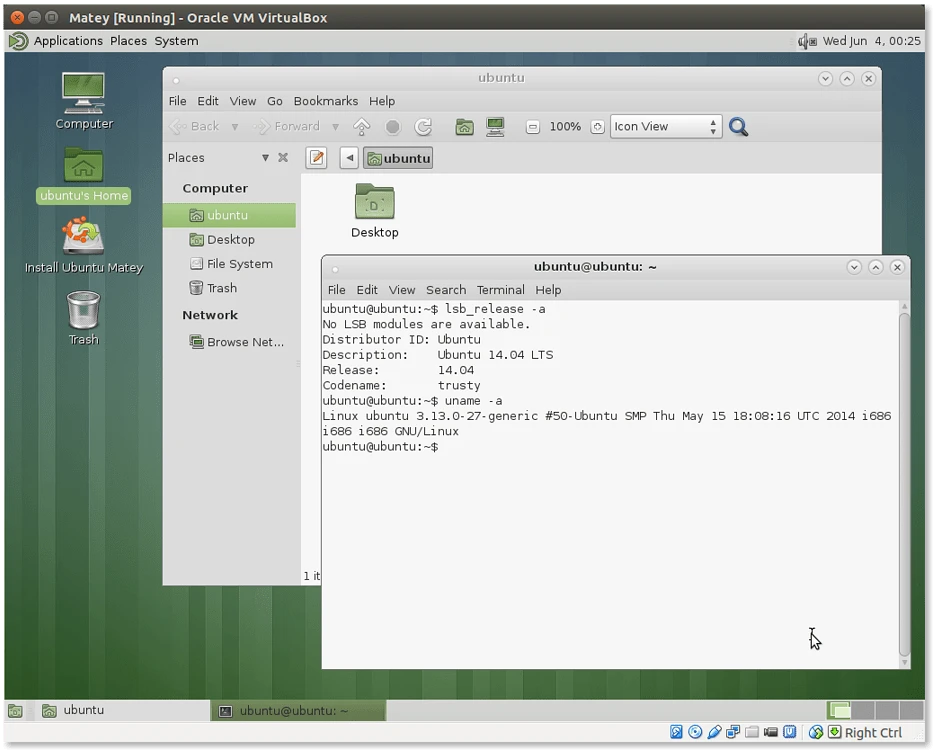 Matey [Running] - Oracle VM VirtualBox
Applications Places System
Wed Jun 4, 00:25
Computer
ubuntu's Home
Install Ubuntu Matey
Trash
ubuntu
File Edit View Go Bookmarks Help
Back Forward 100% Icon View
Places
ubuntu
Computer
ubuntu
Desktop
File System
Trash
Network
Browse Net...
Desktop
1 it
ubuntu@ubuntu: ~
File Edit View Search Terminal Help
ubuntu@ubuntu:~$ lsb_release -a
No LSB modules are available.
Distributor ID: Ubuntu
Description: Ubuntu 14.04 LTS
Release: 14.04
Codename: trusty
ubuntu@ubuntu:~$ uname -a
Linux ubuntu 3.13.0-27-generic #50-Ubuntu SMP Thu May 15 18:08:16 UTC 2014 i686
i686 i686 GNU/Linux
ubuntu@ubuntu:~$
ubuntu
ubuntu@ubuntu: ~
Right Ctrl